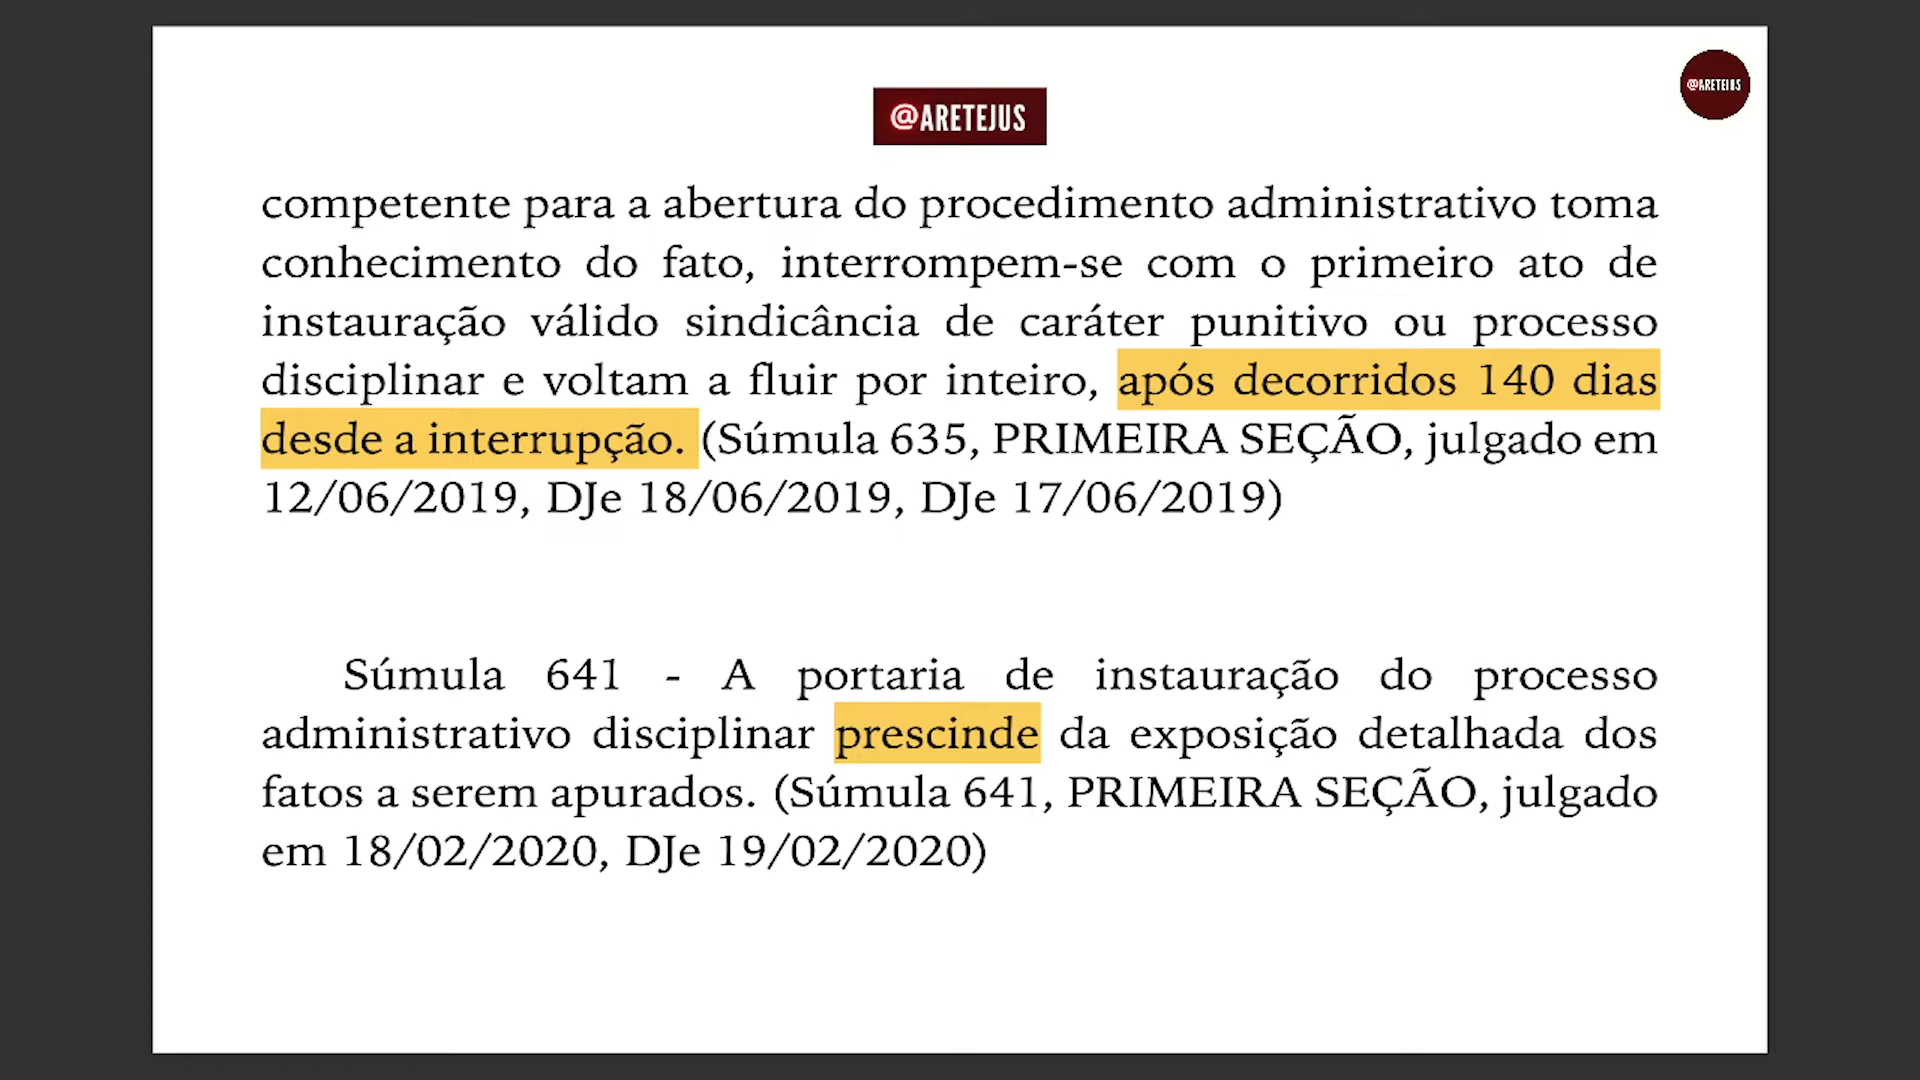 @ARETEJUS
@ARETEJUS
competente para a abertura do procedimento administrativo toma
conhecimento do fato, interrompem-se com o primeiro ato de
instauração válido sindicância de caráter punitivo ou processo
disciplinar e voltam a fluir por inteiro, após decorridos 140 dias
desde a interrupção. (Súmula 635, PRIMEIRA SEÇÃO, julgado em
12/06/2019, DJe 18/06/2019, DJe 17/06/2019)
Súmula 641 - A portaria de instauração do processo
administrativo disciplinar prescinde da exposição detalhada dos
fatos a serem apurados. (Súmula 641, PRIMEIRA SEÇÃO, julgado
em 18/02/2020, DJe 19/02/2020)